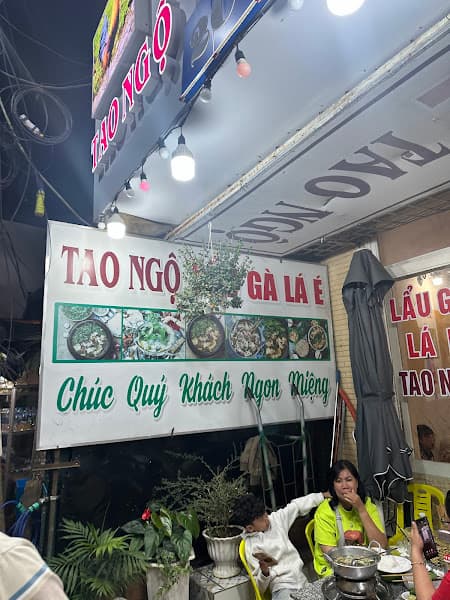 TAO NGỘ
TAO NGỘ
TAO NGỘ GÀ LÁ É
Chúc Quý Khách Ngon Miệng
LẨU G
LÁ
TAO N